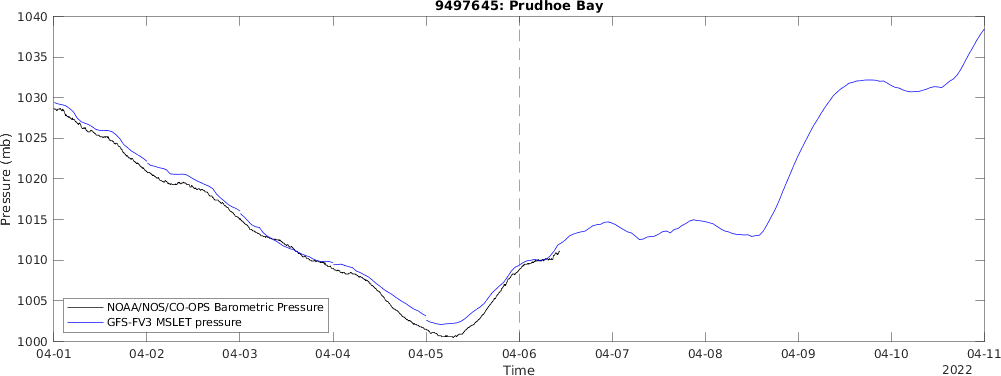 9497645: Prudhoe Bay
1040
1035
1030
1025
1020
1015
1010
1005
1000
Pressure (mb)
NOAA/NOS/CO-OPS Barometric Pressure
GFS-FV3 MSLET pressure
04-01 04-02 04-03 04-04 04-05 04-06 04-07 04-08 04-09 04-10 04-11
Time
2022